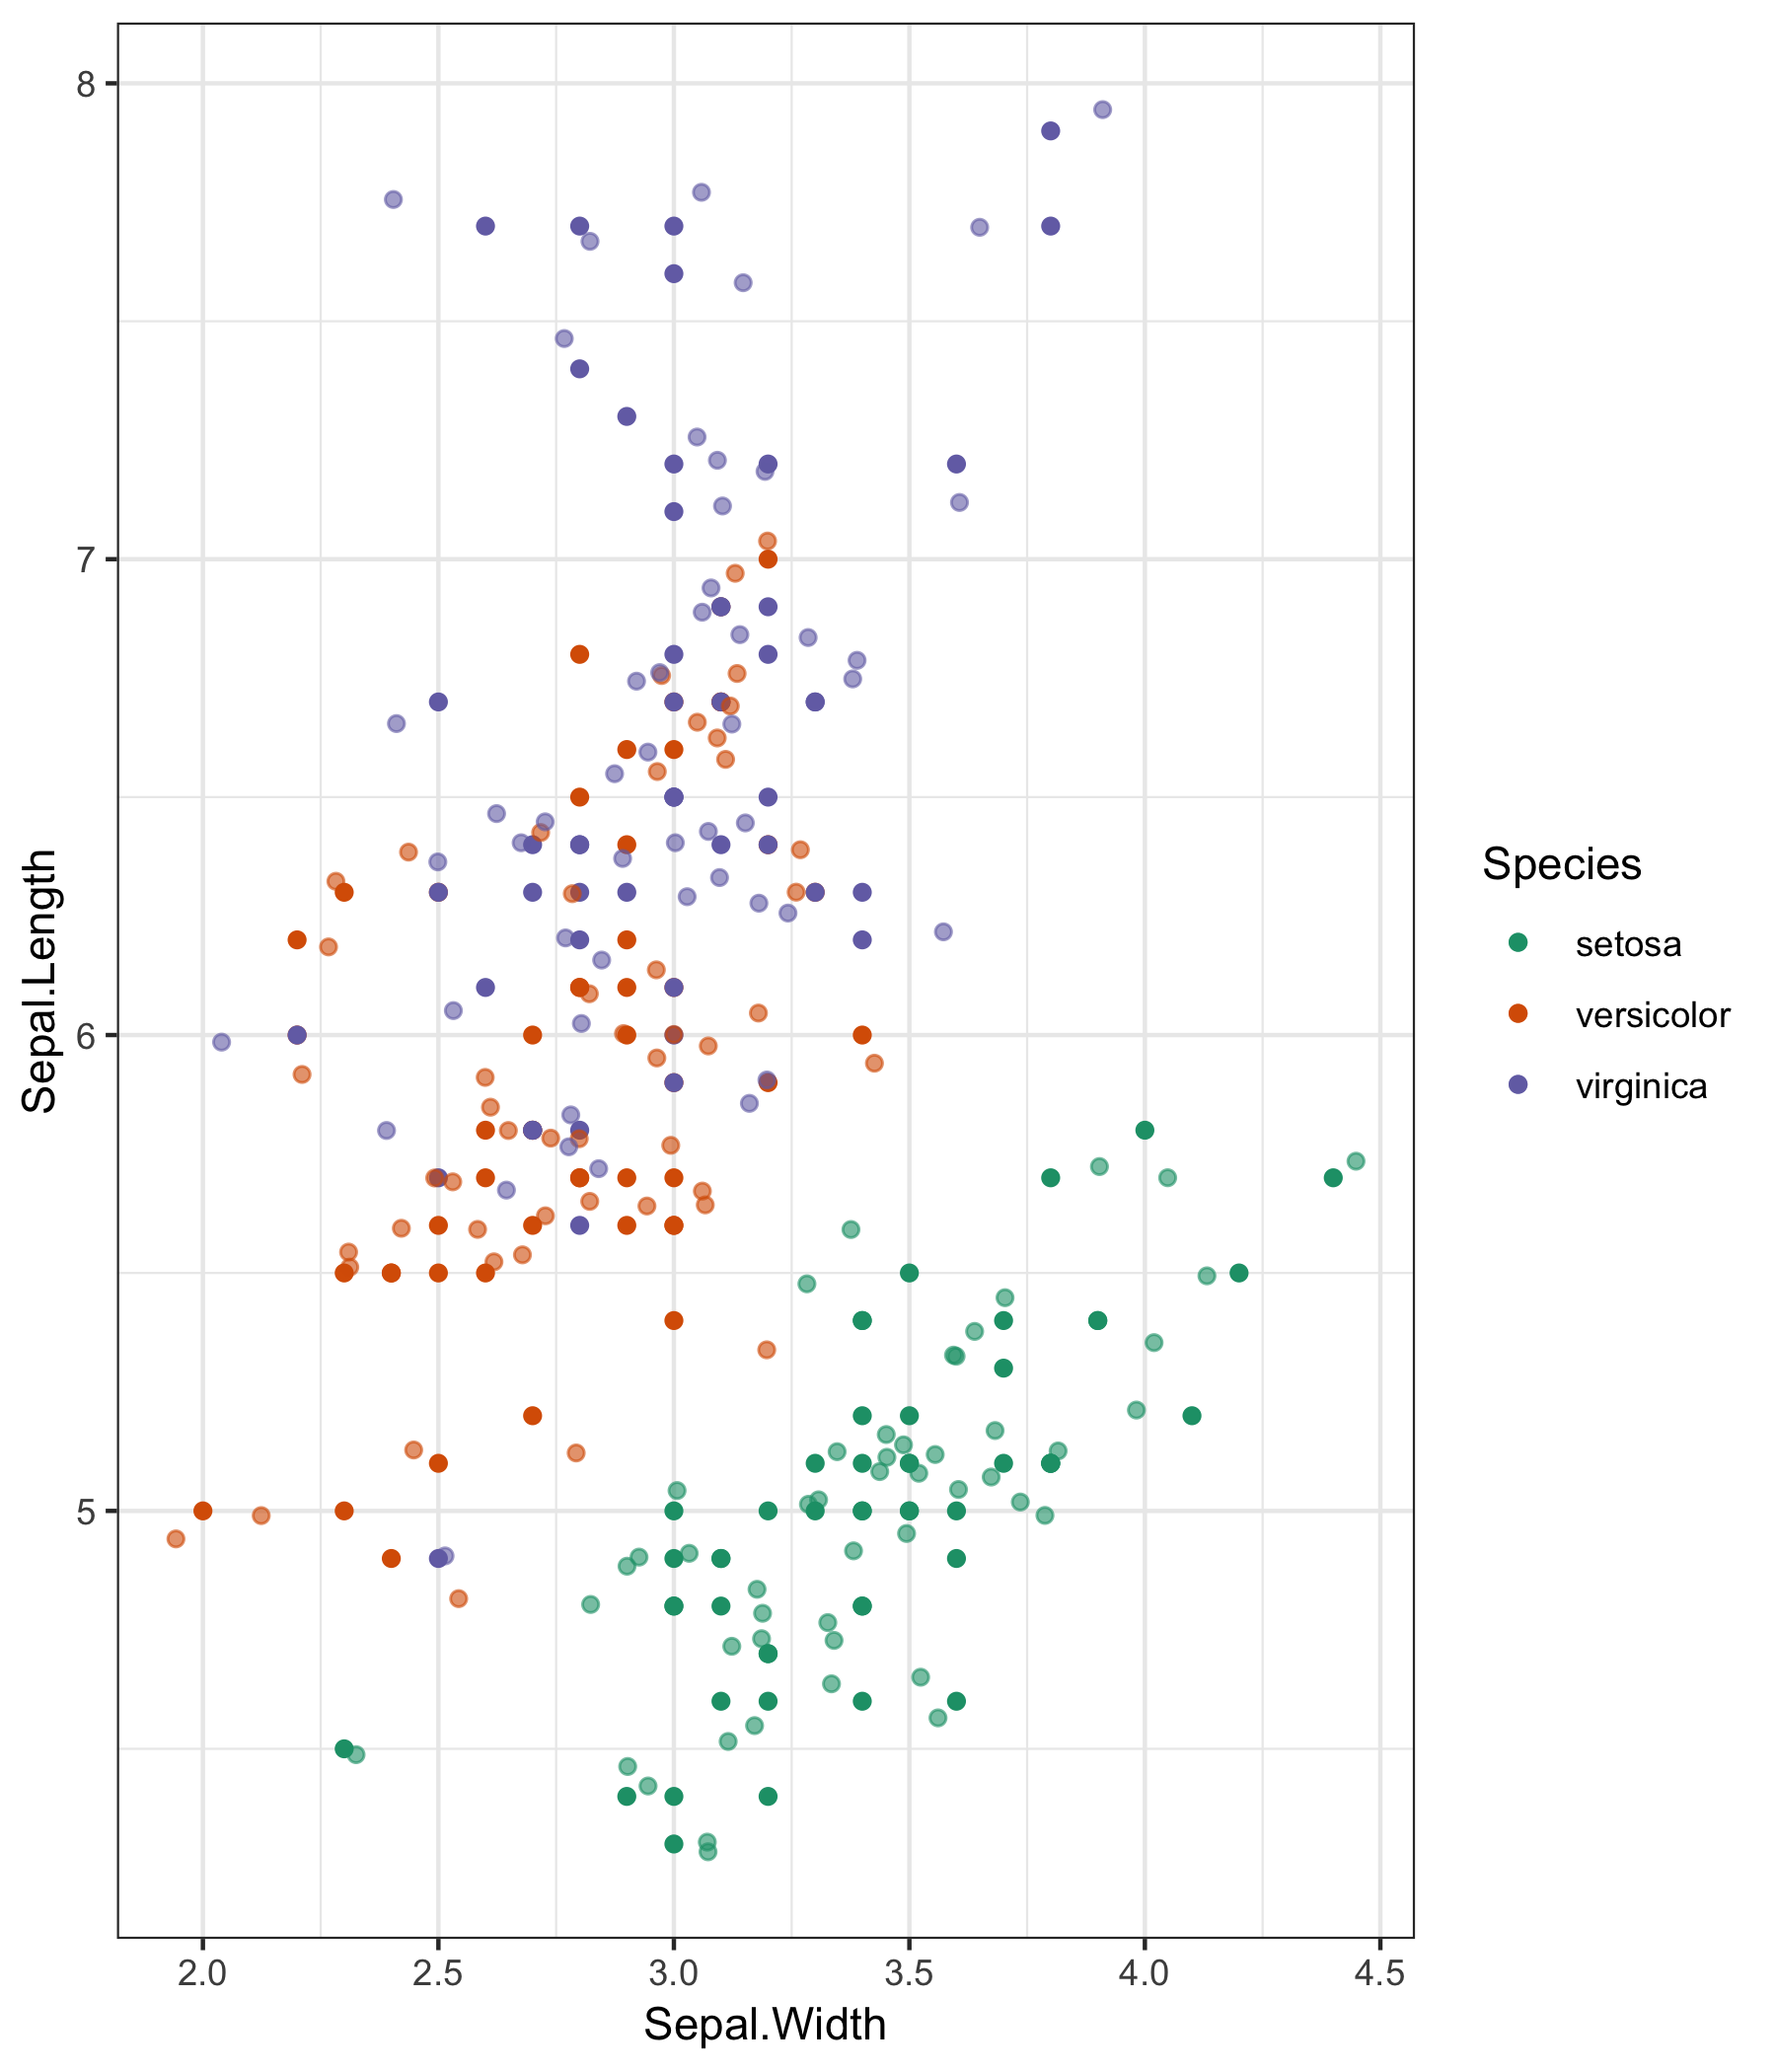 8
7
6
5
Sepal.Length
2.0 2.5 3.0 3.5 4.0 4.5
Sepal.Width
Species
setosa
versicolor
virginica